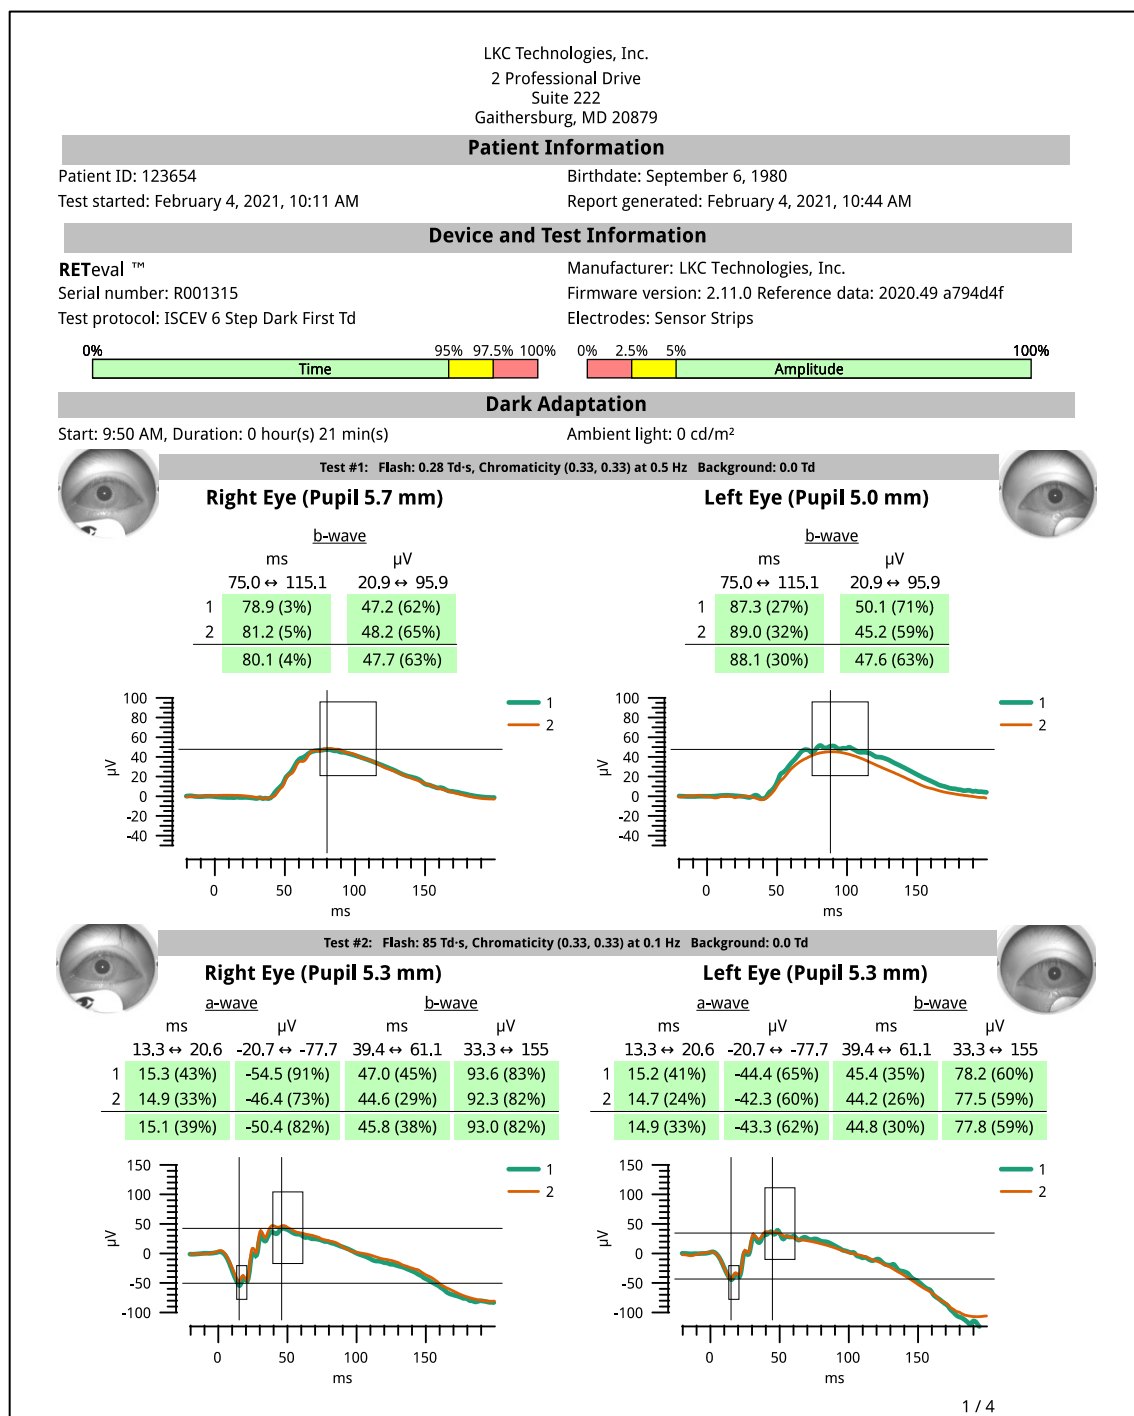 LKC Technologies, Inc.
2 Professional Drive
Suite 222
Gaithersburg, MD 20879
Patient Information
Patient ID: 123654 Birthdate: September 6, 1980
Test started: February 4, 2021, 10:11 AM Report generated: February 4, 2021, 10:44 AM
Device and Test Information
RETeval ™ Manufacturer: LKC Technologies, Inc.
Serial number: R001315 Firmware version: 2.11.0 Reference data: 2020.49 a794d4f
Test protocol: ISCEV 6 Step Dark First Td Electrodes: Sensor Strips
0% 95% 97.5% 100% 0% 2.5% 5% 100%
Time Amplitude
Dark Adaptation
Start: 9:50 AM, Duration: 0 hour(s) 21 min(s) Ambient light: 0 cd/m²
Test #1: Flash: 0.28 Td·s, Chromaticity (0.33, 0.33) at 0.5 Hz Background: 0.0 Td
Right Eye (Pupil 5.7 mm) Left Eye (Pupil 5.0 mm)
b-wave b-wave
ms µV ms µV
75.0 ↔ 115.1 20.9 ↔ 95.9 75.0 ↔ 115.1 20.9 ↔ 95.9
1 78.9 (3%) 47.2 (62%) 1 87.3 (27%) 50.1 (71%)
2 81.2 (5%) 48.2 (65%) 2 89.0 (32%) 45.2 (59%)
80.1 (4%) 47.7 (63%) 88.1 (30%) 47.6 (63%)
100 1 100 1
80 2 80 2
60 60
40 40
20 20
0 0
-20 -20
-40 -40
µV µV
0 50 100 150 0 50 100 150
ms ms
Test #2: Flash: 85 Td·s, Chromaticity (0.33, 0.33) at 0.1 Hz Background: 0.0 Td
Right Eye (Pupil 5.3 mm) Left Eye (Pupil 5.3 mm)
a-wave b-wave a-wave b-wave
ms µV ms µV ms µV ms µV
13.3 ↔ 20.6 -20.7 ↔ -77.7 39.4 ↔ 61.1 33.3 ↔ 155 13.3 ↔ 20.6 -20.7 ↔ -77.7 39.4 ↔ 61.1 33.3 ↔ 155
1 15.3 (43%) -54.5 (91%) 47.0 (45%) 93.6 (83%) 1 15.2 (41%) -44.4 (65%) 45.4 (35%) 78.2 (60%)
2 14.9 (33%) -46.4 (73%) 44.6 (29%) 92.3 (82%) 2 14.7 (24%) -42.3 (60%) 44.2 (26%) 77.5 (59%)
15.1 (39%) -50.4 (82%) 45.8 (38%) 93.0 (82%) 14.9 (33%) -43.3 (62%) 44.8 (30%) 77.8 (59%)
150 1 150 1
100 2 100 2
50 50
0 0
-50 -50
-100 -100
µV µV
0 50 100 150 0 50 100 150
ms ms
1 / 4